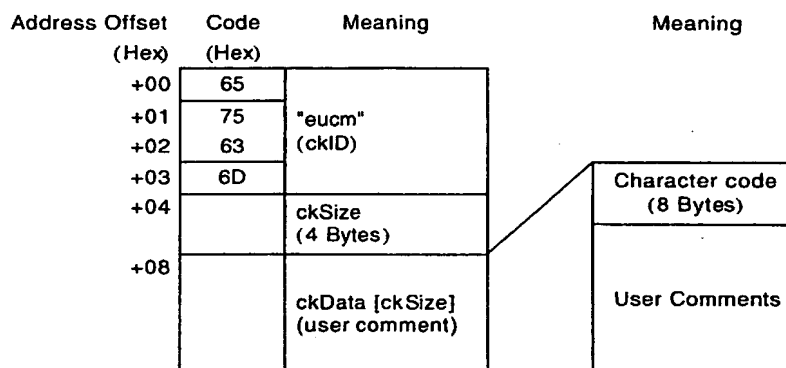 Address Offset Code Meaning Meaning
(Hex) (Hex)
+00 65
+01 75 "eucm"
+02 63 (ckID)
+03 6D
+04 ckSize
(4 Bytes)
+08
ckData [ckSize]
(user comment)
Character code
(8 Bytes)
User Comments